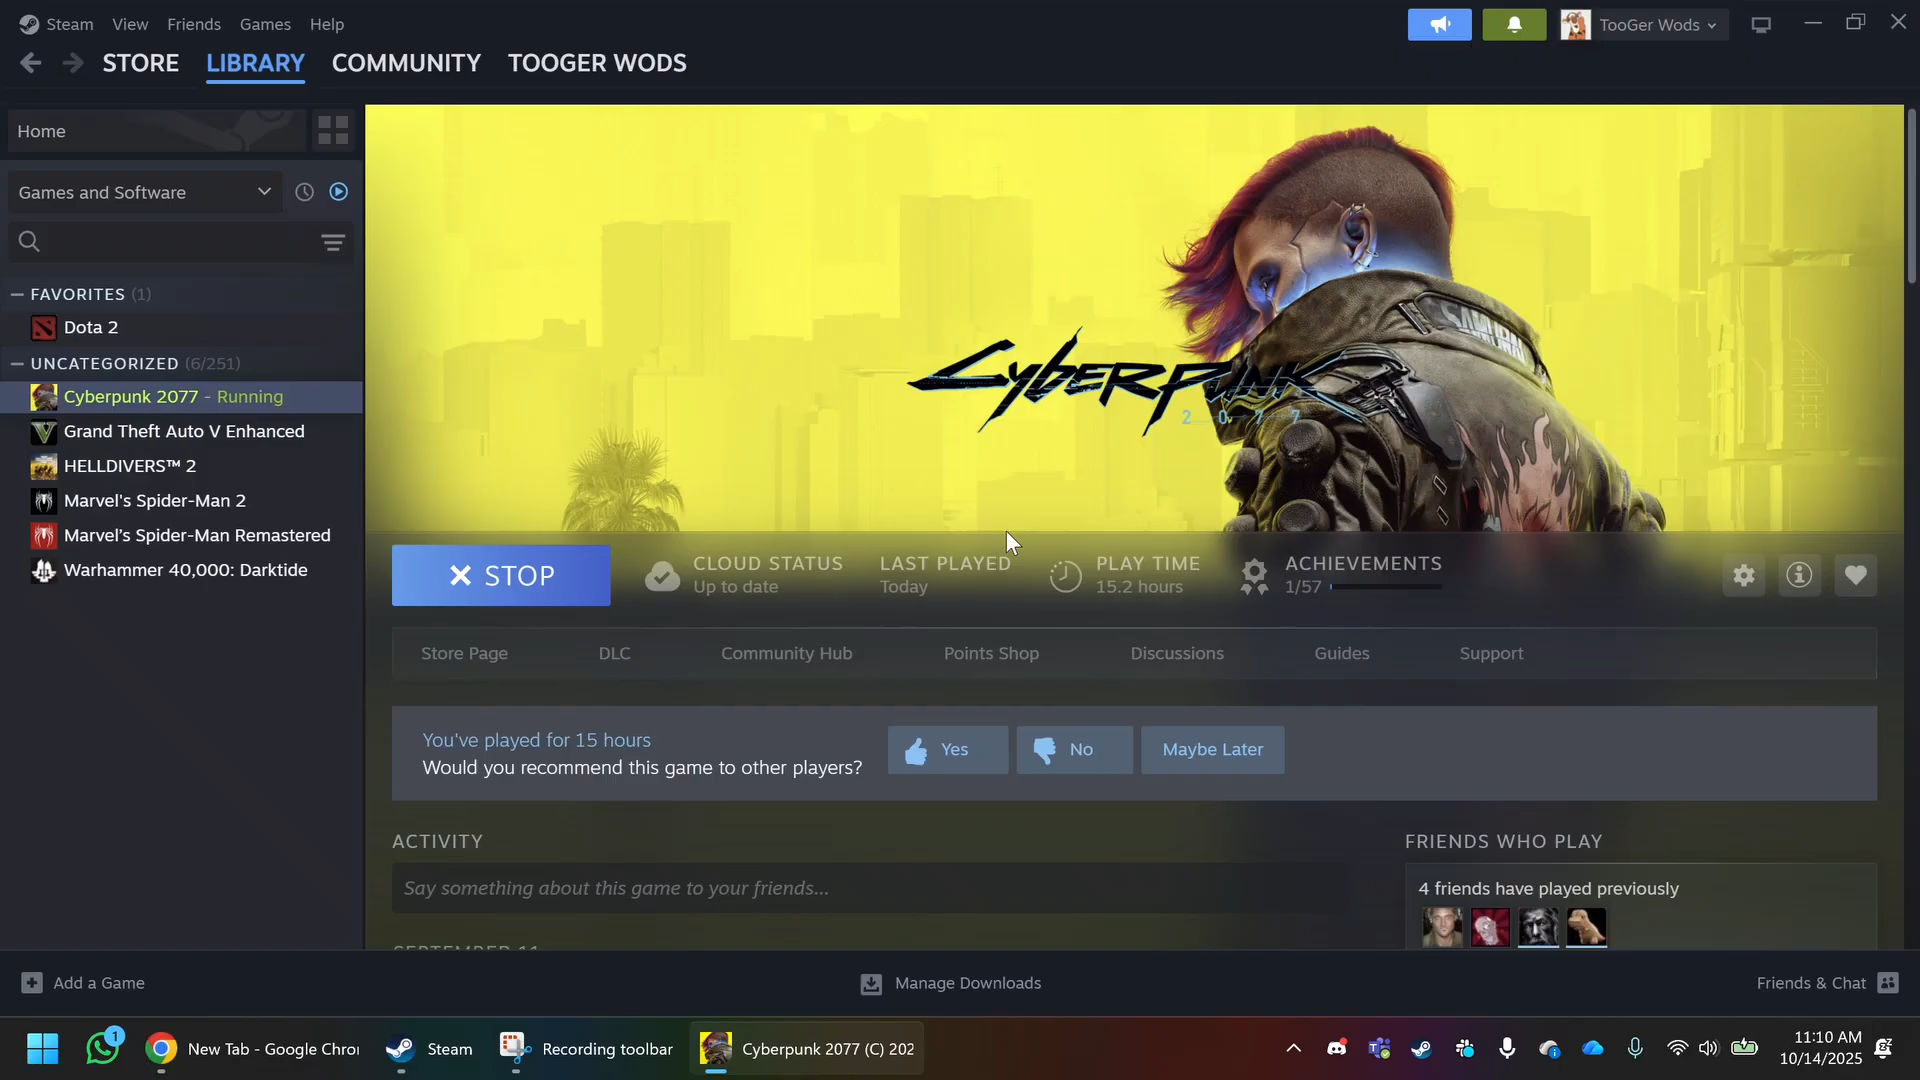 Steam View Friends Games Help TooGer Wods
STORE LIBRARY COMMUNITY TOOGER WODS
Home
Games and Software
FAVORITES (1)
Dota 2
UNCATEGORIZED (6/251)
Cyberpunk 2077 - Running
Grand Theft Auto V Enhanced
HELLDIVERS™ 2
Marvel's Spider-Man 2
Marvel's Spider-Man Remastered
Warhammer 40,000: Darktide
SAMURAI
CYBERPUNK
2077
STOP
CLOUD STATUS
Up to date
LAST PLAYED
Today
PLAY TIME
15.2 hours
ACHIEVEMENTS
1/57
Store Page DLC Community Hub Points Shop Discussions Guides Support
You've played for 15 hours
Would you recommend this game to other players?
Yes No Maybe Later
ACTIVITY
Say something about this game to your friends...
SEPTEMBER 11
FRIENDS WHO PLAY
4 friends have played previously
Add a Game Manage Downloads Friends & Chat
1
New Tab - Google Chro
Steam
Recording toolbar
Cyberpunk 2077 (C) 202
11:10 AM
10/14/2025